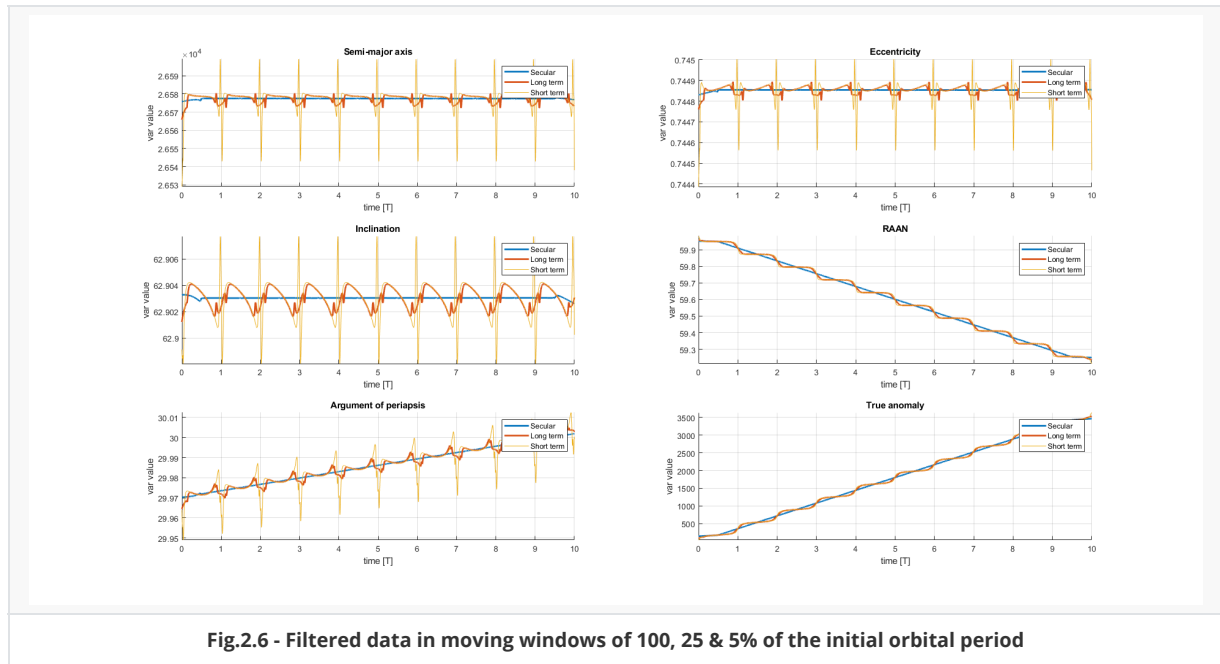 Semi-major axis
× 10⁴
2.659
2.658
2.657
2.656
2.655
2.654
2.653
var value
0 1 2 3 4 5 6 7 8 9 10
time [T]
Secular
Long term
Short term
Eccentricity
0.745
0.7449
0.7448
0.7447
0.7446
0.7445
0.7444
var value
0 1 2 3 4 5 6 7 8 9 10
time [T]
Secular
Long term
Short term
Inclination
62.906
62.904
62.902
62.9
var value
0 1 2 3 4 5 6 7 8 9 10
time [T]
Secular
Long term
Short term
RAAN
59.9
59.8
59.7
59.6
59.5
59.4
59.3
var value
0 1 2 3 4 5 6 7 8 9 10
time [T]
Secular
Long term
Short term
Argument of periapsis
30.01
30
29.99
29.98
29.97
29.96
29.95
var value
0 1 2 3 4 5 6 7 8 9 10
time [T]
Secular
Long term
Short term
True anomaly
3500
3000
2500
2000
1500
1000
500
var value
0 1 2 3 4 5 6 7 8 9 10
time [T]
Secular
Long term
Short term
Fig.2.6 - Filtered data in moving windows of 100, 25 & 5% of the initial orbital period